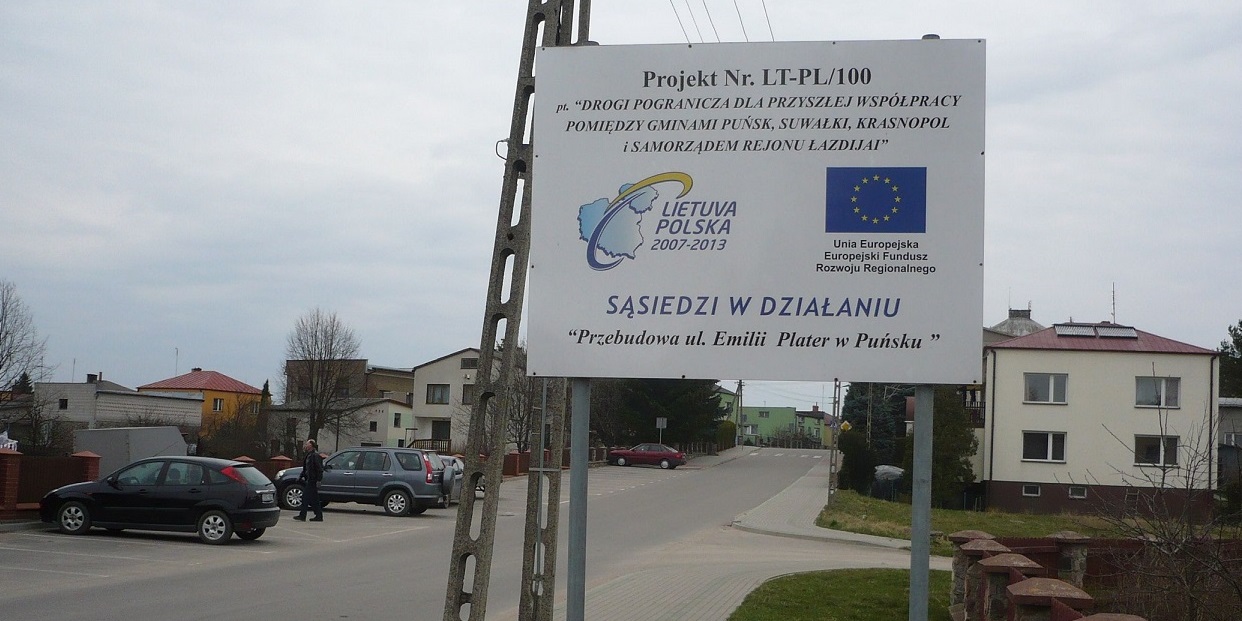 Projekt Nr. LT-PL/100
pt. “DROGI POGRANICZA DLA PRZYSZŁEJ WSPÓŁPRACY
POMIĘDZY GMINAMI PUŃSK, SUWAŁKI, KRASNOPOL
i SAMORZĄDEM REJONU ŁAZDIJAI”
LIETUVA
POLSKA
2007-2013
Unia Europejska
Europejski Fundusz
Rozwoju Regionalnego
SĄSIEDZI W DZIAŁANIU
“Przebudowa ul. Emilii Plater w Puńsku ”